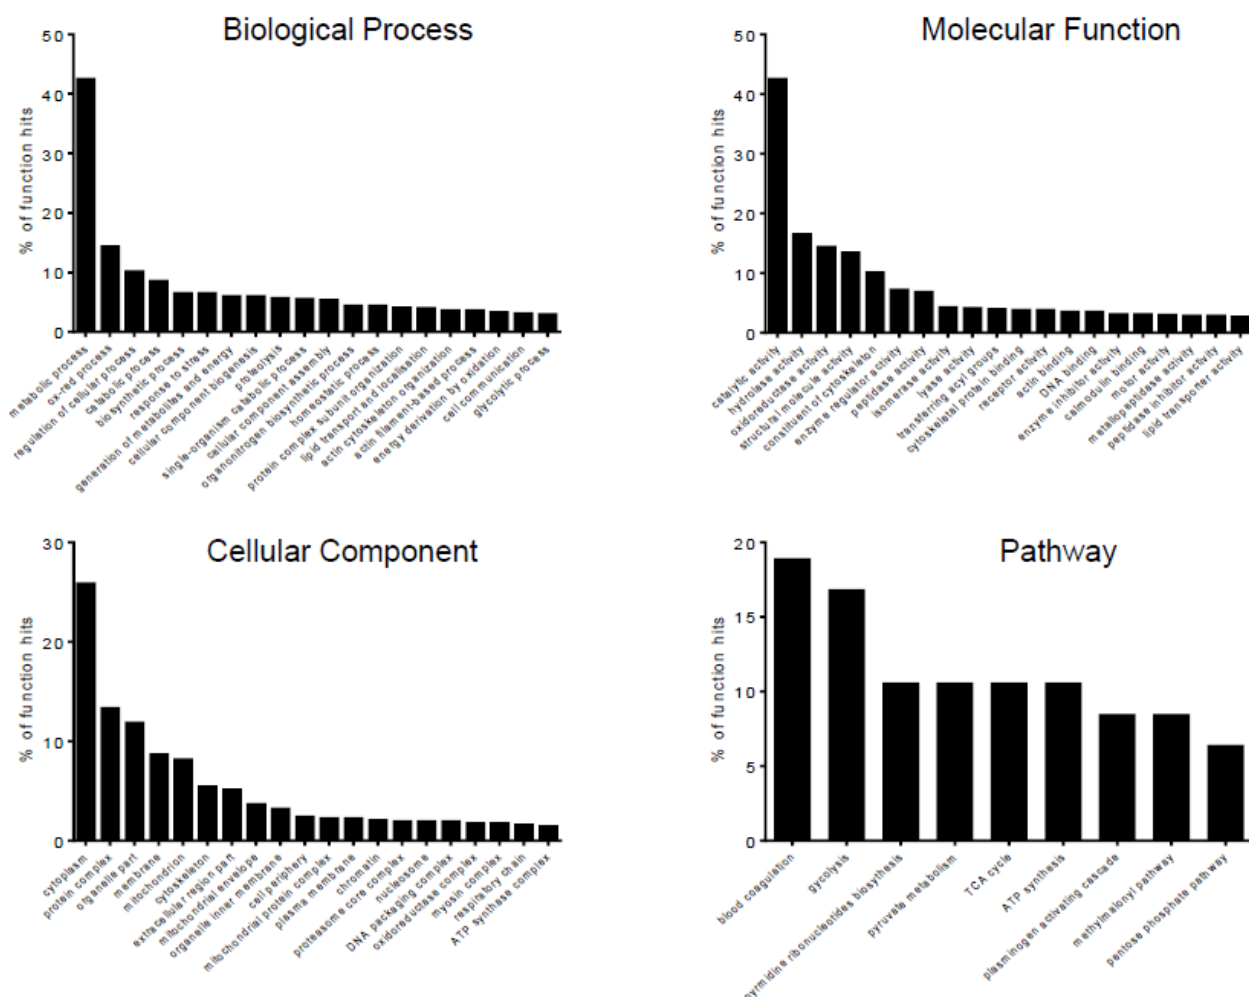 Biological Process
% of function hits
50
40
30
20
10
0
metabolic process
ox-red process
regulation of cellular process
catabolic process
biosynthetic process
response to stress
generation of metabolites and energy
cellular component biogenesis
proteolysis
single-organism catabolic process
cellular component assembly
organonitrogen biosynthetic process
homeostatic process
protein complex subunit organization
lipid transport and localisation
actin cytoskeleton organization
actin filament-based process
energy derivation by oxidation
cell communication
glycolytic process
Molecular Function
% of function hits
50
40
30
20
10
0
catalytic activity
hydrolase activity
oxidoreductase activity
structutal molecule activity
constituent of cytoskeleton
enzyme regulator activity
peptidase activity
isomerase activity
lyase activity
transferring acyl groups
cytoskeletal protein binding
receptor activity
actin binding
DNA binding
enzyme inhibitor activity
calmodulin binding
motor activity
metallopeptidase activity
peptidase inhibitor activity
lipid transporter activity
Cellular Component
% of function hits
30
20
10
0
cytoplasm
protein complex
organelle part
membrane
mitochondrion
cytoskeleton
extracellular region part
mitochondrial envelope
organelle inner membrane
cell periphery
mitochondrial protein complex
plasma membrane
chromatin
proteasome core complex
nucleosome
DNA packaging complex
oxidoreductase complex
myosin complex
respiratory chain
ATP synthase complex
Pathway
% of function hits
20
15
10
5
0
blood coagulation
glycolysis
pyrmidine ribonucleotides biosythesis
pyruvate metabolism
TCA cycle
ATP synthesis
plasminogen activating cascade
methylmalonyl pathway
pentose phosphate pathway